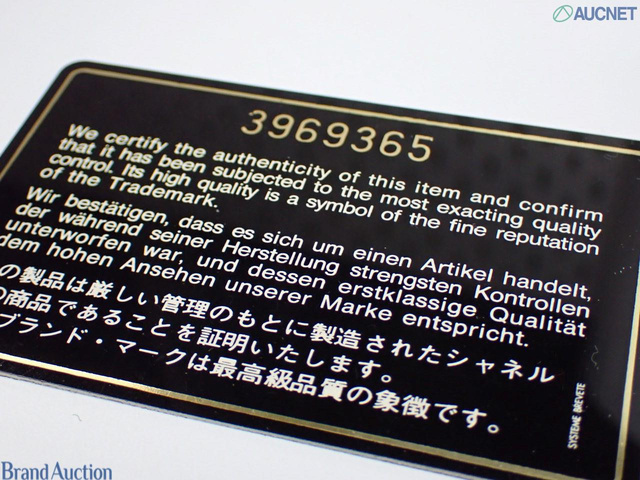 AUCNET
3969365
We certify the authenticity of this item and confirm
that it has been subjected to the most exacting quality
control. Its high quality is a symbol of the fine reputation
of the Trademark.
Wir bestätigen, dass es sich um einen Artikel handelt,
der während seiner Herstellung strengsten Kontrollen
unterworfen war, und dessen erstklassige Qualität
dem hohen Ansehen unserer Marke entspricht.
の製品は厳しい管理のもとに製造されたシャネル
の商品であることを証明いたします。
ブランド・マークは最高級品質の象徴です。
SYSTEME BREVETE
Brand Auction